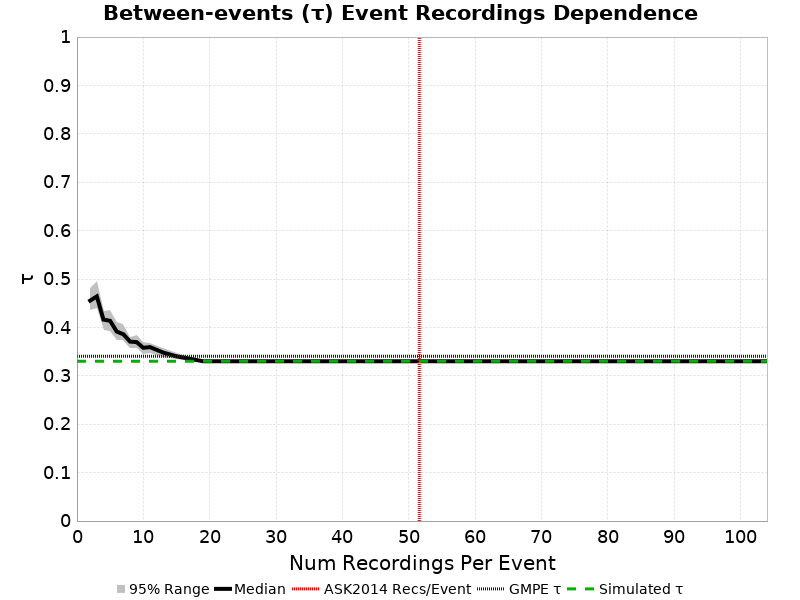 Between-events (τ) Event Recordings Dependence
1
0.9
0.8
0.7
0.6
0.5
0.4
0.3
0.2
0.1
0
τ
0 10 20 30 40 50 60 70 80 90 100
Num Recordings Per Event
95% Range Median ASK2014 Recs/Event GMPE τ Simulated τ